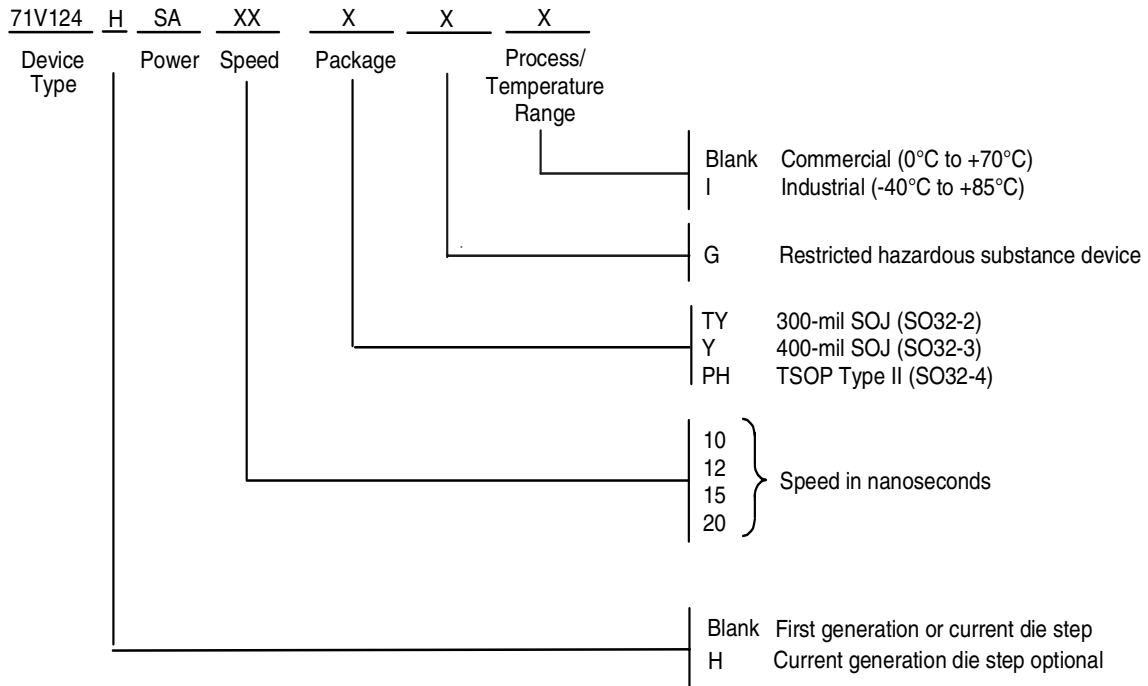 71V124 H SA XX X X X
Device Type Power Speed Package Process/ Temperature Range
Blank Commercial (0°C to +70°C)
I Industrial (-40°C to +85°C)
G Restricted hazardous substance device
TY 300-mil SOJ (SO32-2)
Y 400-mil SOJ (SO32-3)
PH TSOP Type II (SO32-4)
10
12
15
20
Speed in nanoseconds
Blank First generation or current die step
H Current generation die step optional